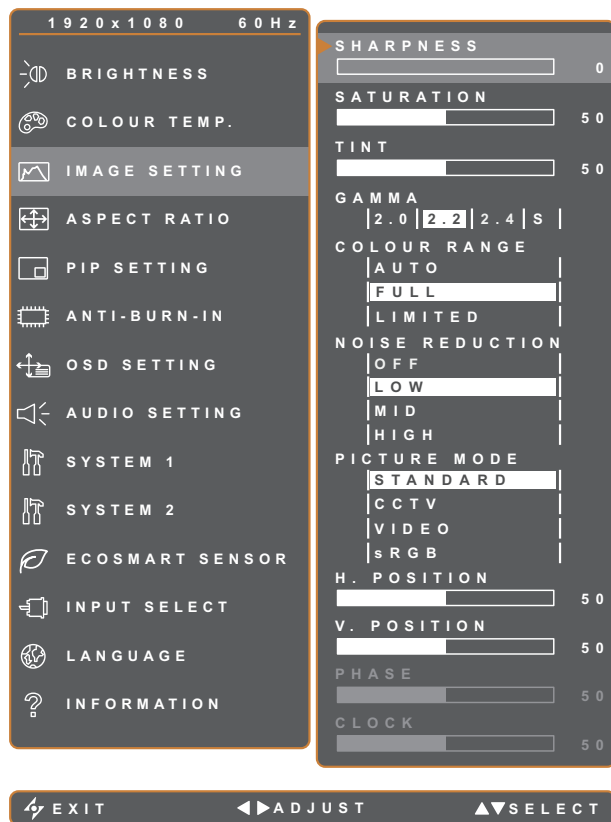 1920x1080 60Hz
BRIGHTNESS
COLOUR TEMP.
IMAGE SETTING
ASPECT RATIO
PIP SETTING
ANTI-BURN-IN
OSD SETTING
AUDIO SETTING
SYSTEM 1
SYSTEM 2
ECOSMART SENSOR
INPUT SELECT
LANGUAGE
INFORMATION
SHARPNESS
0
SATURATION
50
TINT
50
GAMMA
2.0 2.2 2.4 S
COLOUR RANGE
AUTO
FULL
LIMITED
NOISE REDUCTION
OFF
LOW
MID
HIGH
PICTURE MODE
STANDARD
CCTV
VIDEO
sRGB
H. POSITION
50
V. POSITION
50
PHASE
50
CLOCK
50
EXIT ADJUST SELECT